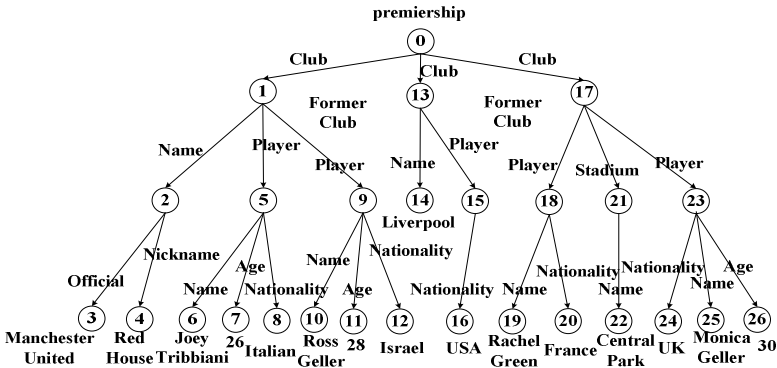 premiership
0
Club
Club
Club
1
13
17
Former
Club
Former
Club
Name
Player
Player
Name
Player
Player
Stadium
Player
2
5
9
14
15
18
21
23
Liverpool
Official
Nickname
Name
Age
Nationality
Name
Age
Nationality
Nationality
Name
Nationality
Name
Nationality
Name
Age
3
4
6
7
8
10
11
12
16
19
20
22
24
25
26
Manchester
United
Red
House
Joey
Tribbiani
26
Italian
Ross
Geller
28
Israel
USA
Rachel
Green
France
Central
Park
UK
Monica
Geller
30